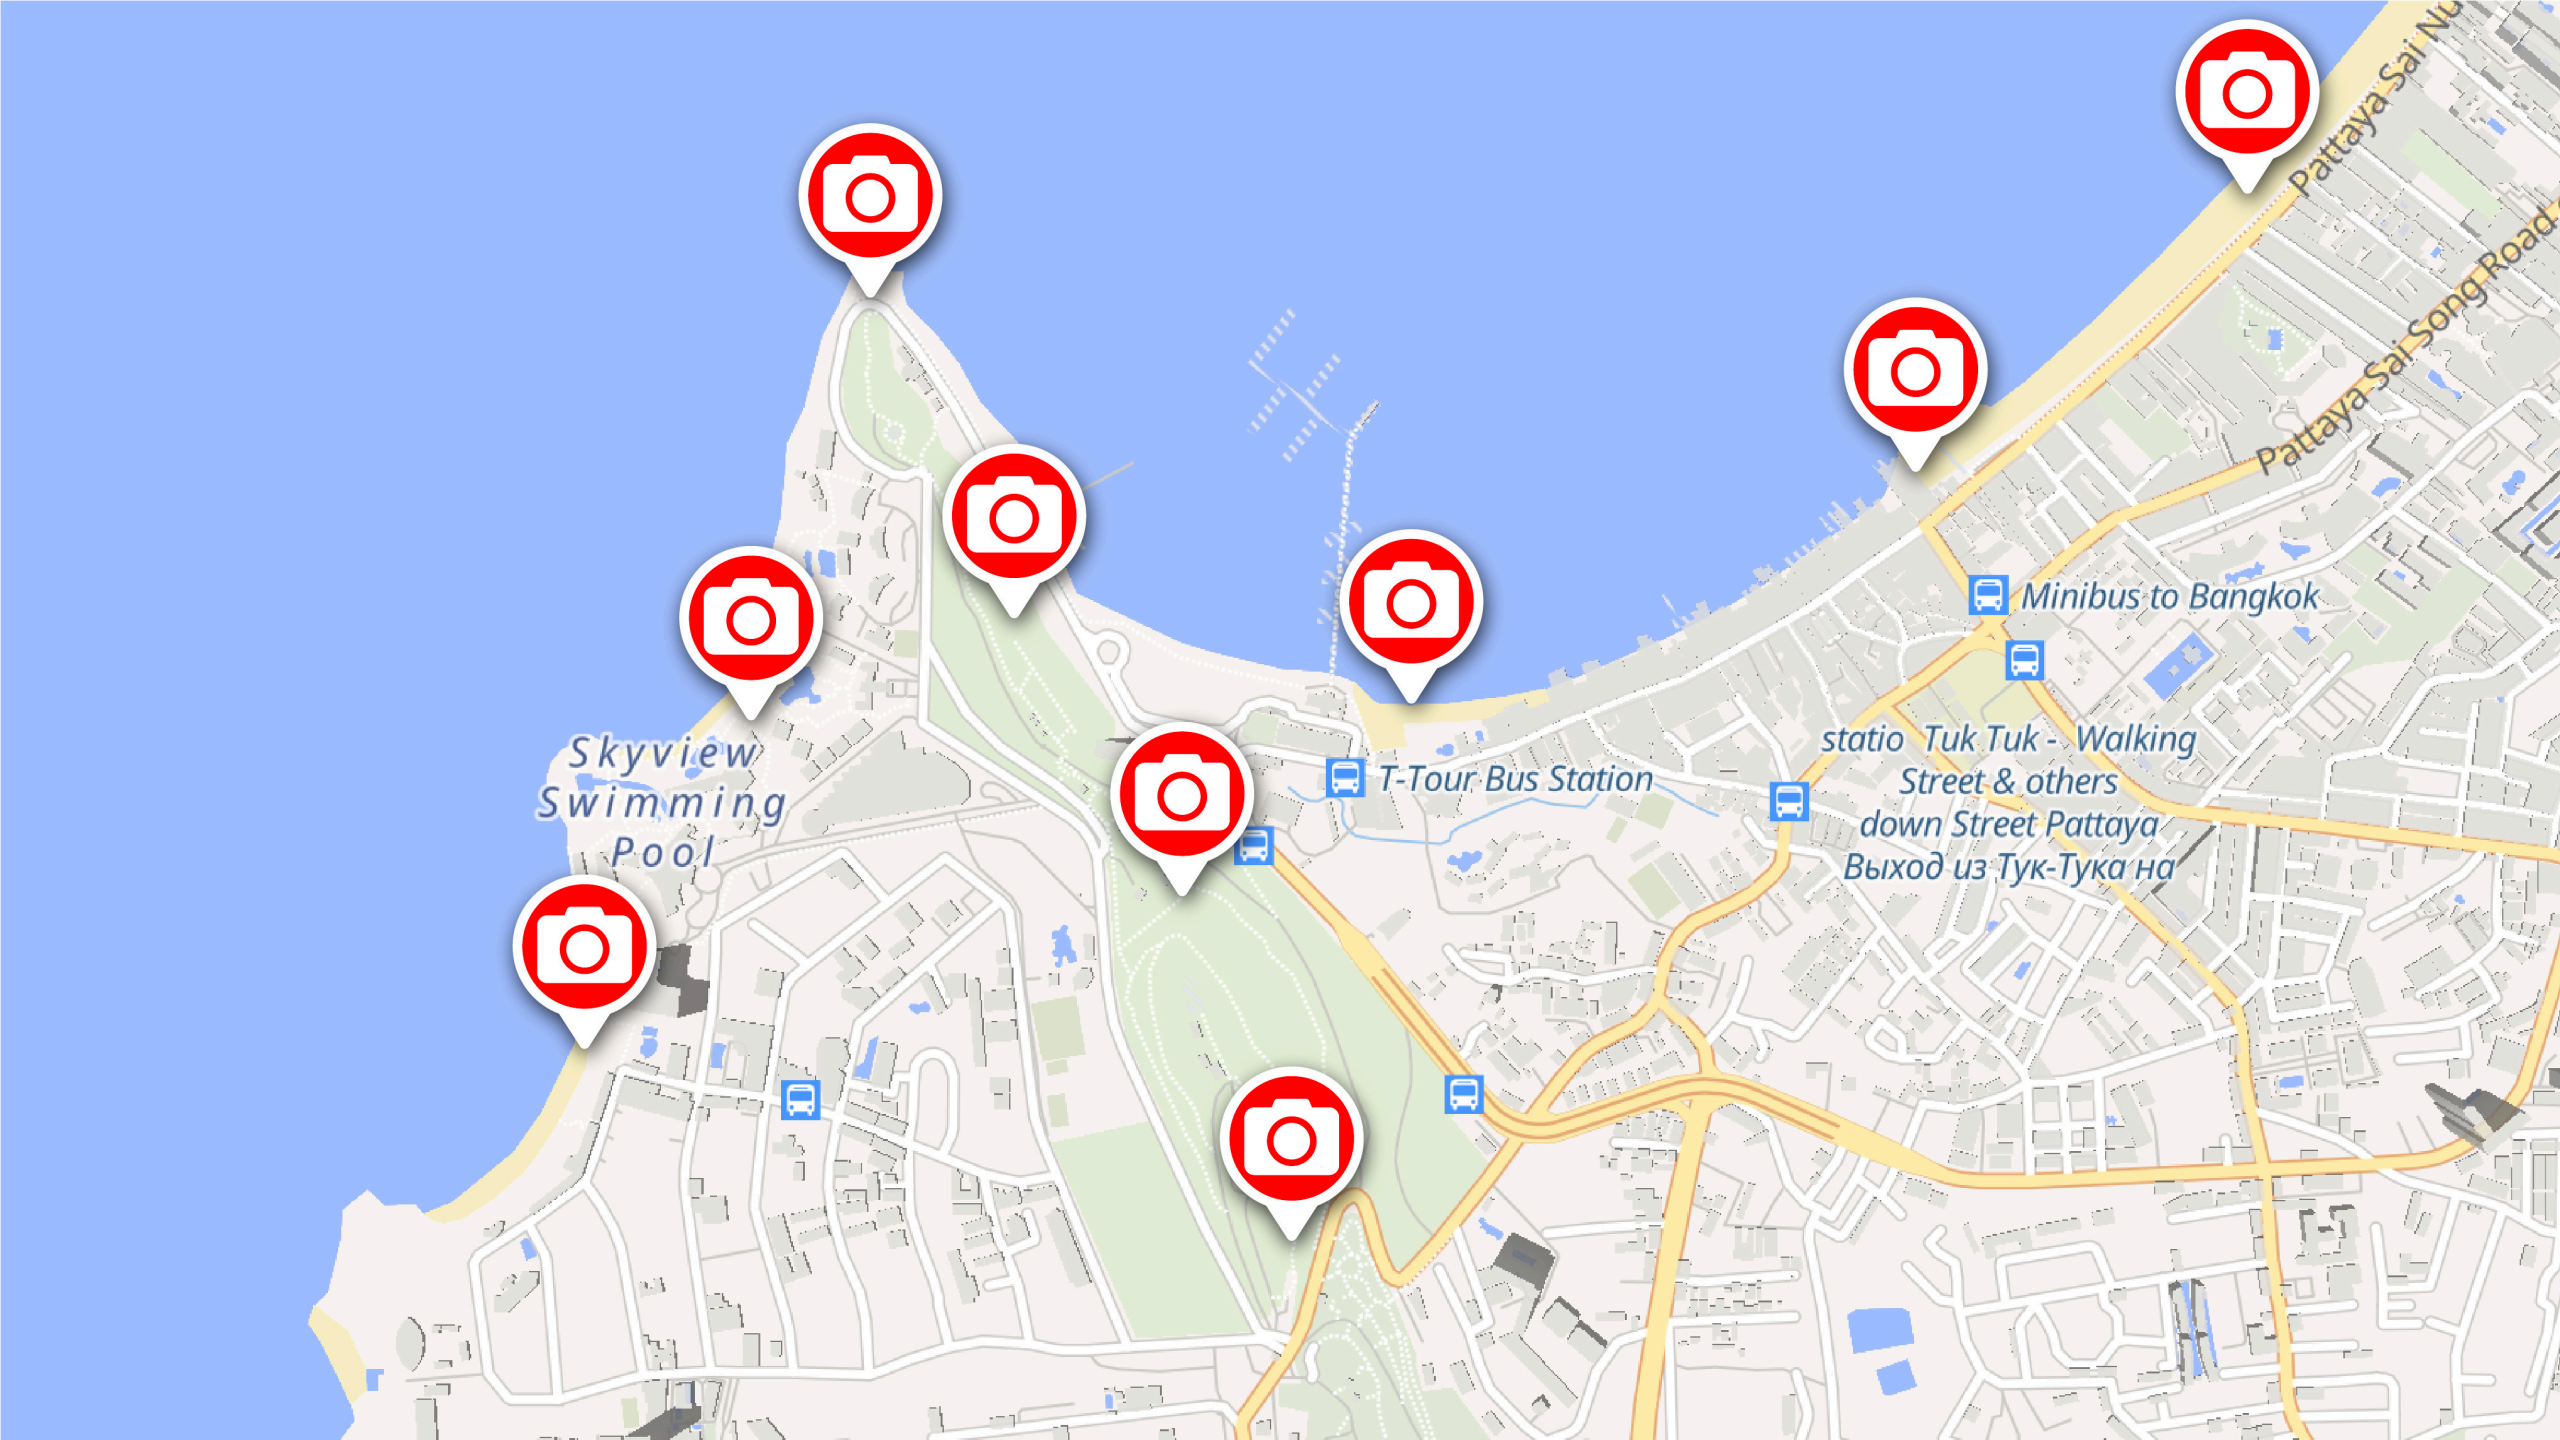 Pattaya Sai Nu
Pattaya Sai Song Road
Minibus to Bangkok
statio Tuk Tuk - Walking
Street & others
down Street Pattaya
Выход из Тук-Тука на
T-Tour Bus Station
Skyview
Swimming
Pool